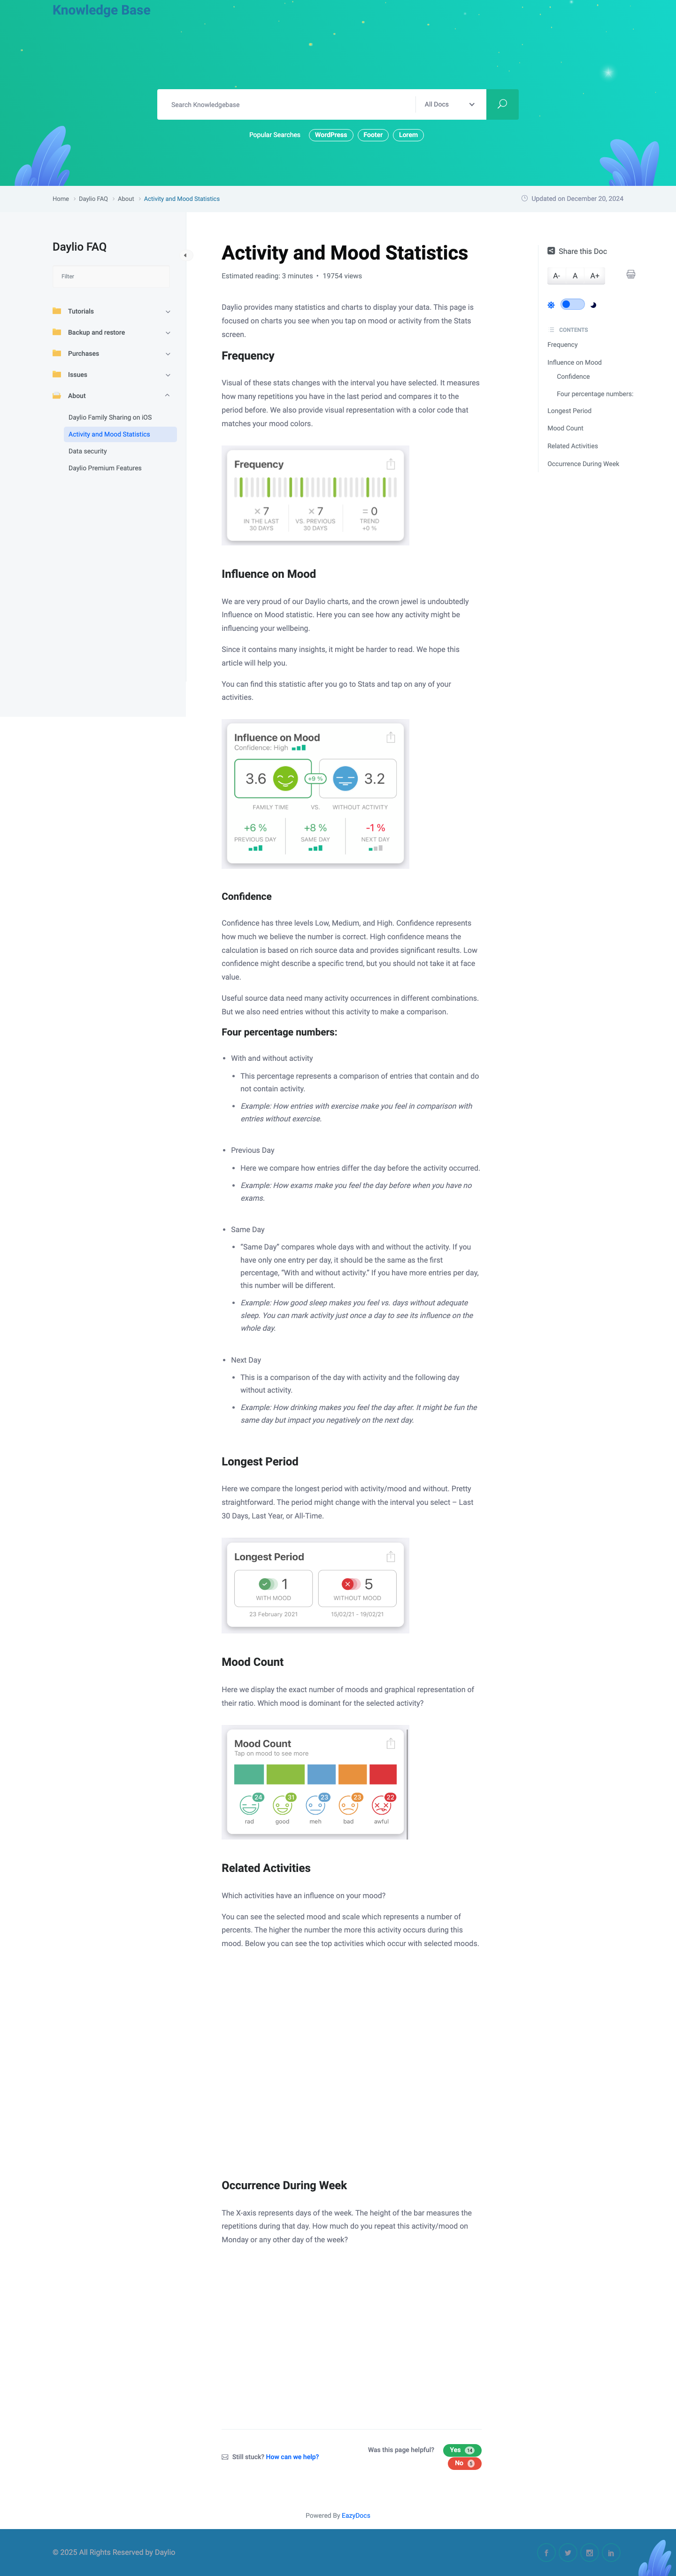 Knowledge Base
Search Knowledgebase
All Docs
Popular Searches
WordPress
Footer
Lorem
Home
Daylio FAQ
About
Activity and Mood Statistics
Updated on December 20, 2024
Daylio FAQ
Filter
Tutorials
Backup and restore
Purchases
Issues
About
Daylio Family Sharing on iOS
Activity and Mood Statistics
Data security
Daylio Premium Features
Activity and Mood Statistics
Estimated reading: 3 minutes • 19754 views
Daylio provides many statistics and charts to display your data. This page is
focused on charts you see when you tap on mood or activity from the Stats
screen.
Frequency
Visual of these stats changes with the interval you have selected. It measures
how many repetitions you have in the last period and compares it to the
period before. We also provide visual representation with a color code that
matches your mood colors.
Frequency
× 7
IN THE LAST
30 DAYS
× 7
VS. PREVIOUS
30 DAYS
= 0
TREND
+0 %
Influence on Mood
We are very proud of our Daylio charts, and the crown jewel is undoubtedly
Influence on Mood statistic. Here you can see how any activity might be
influencing your wellbeing.
Since it contains many insights, it might be harder to read. We hope this
article will help you.
You can find this statistic after you go to Stats and tap on any of your
activities.
Influence on Mood
Confidence: High
3.6
+9 %
3.2
FAMILY TIME
VS.
WITHOUT ACTIVITY
+6 %
PREVIOUS DAY
+8 %
SAME DAY
-1 %
NEXT DAY
Confidence
Confidence has three levels Low, Medium, and High. Confidence represents
how much we believe the number is correct. High confidence means the
calculation is based on rich source data and provides significant results. Low
confidence might describe a specific trend, but you should not take it at face
value.
Useful source data need many activity occurrences in different combinations.
But we also need entries without this activity to make a comparison.
Four percentage numbers:
• With and without activity
• This percentage represents a comparison of entries that contain and do
not contain activity.
• Example: How entries with exercise make you feel in comparison with
entries without exercise.
• Previous Day
• Here we compare how entries differ the day before the activity occurred.
• Example: How exams make you feel the day before when you have no
exams.
• Same Day
• “Same Day” compares whole days with and without the activity. If you
have only one entry per day, it should be the same as the first
percentage, “With and without activity.” If you have more entries per day,
this number will be different.
• Example: How good sleep makes you feel vs. days without adequate
sleep. You can mark activity just once a day to see its influence on the
whole day.
• Next Day
• This is a comparison of the day with activity and the following day
without activity.
• Example: How drinking makes you feel the day after. It might be fun the
same day but impact you negatively on the next day.
Longest Period
Here we compare the longest period with activity/mood and without. Pretty
straightforward. The period might change with the interval you select – Last
30 Days, Last Year, or All-Time.
Longest Period
1
WITH MOOD
5
WITHOUT MOOD
23 February 2021
15/02/21 - 19/02/21
Mood Count
Here we display the exact number of moods and graphical representation of
their ratio. Which mood is dominant for the selected activity?
Mood Count
Tap on mood to see more
24
31
23
23
22
rad
good
meh
bad
awful
Related Activities
Which activities have an influence on your mood?
You can see the selected mood and scale which represents a number of
percents. The higher the number the more this activity occurs during this
mood. Below you can see the top activities which occur with selected moods.
Occurrence During Week
The X-axis represents days of the week. The height of the bar measures the
repetitions during that day. How much do you repeat this activity/mood on
Monday or any other day of the week?
Share this Doc
A-
A
A+
CONTENTS
Frequency
Influence on Mood
Confidence
Four percentage numbers:
Longest Period
Mood Count
Related Activities
Occurrence During Week
Still stuck? How can we help?
Was this page helpful?
Yes
No
Powered By EazyDocs
© 2025 All Rights Reserved by Daylio